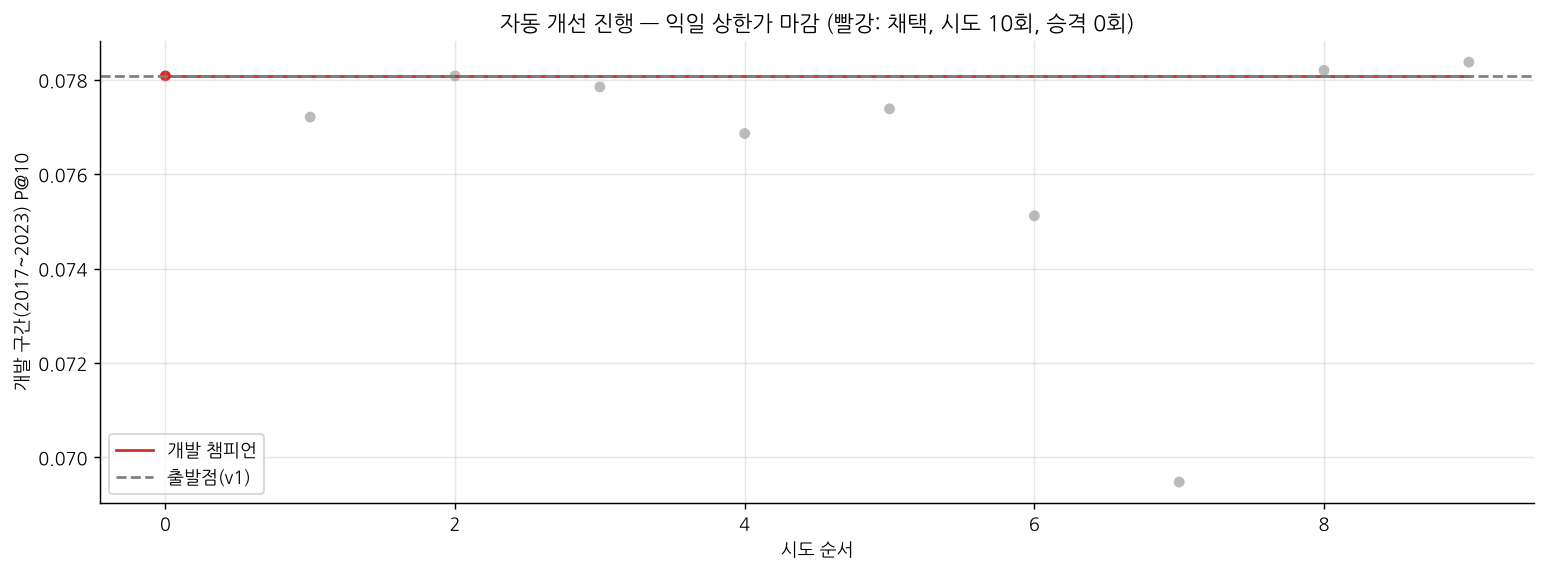 자동 개선 진행 — 익일 상한가 마감 (빨강: 채택, 시도 10회, 승격 0회)
개발 구간(2017~2023) P@10
0.078
0.076
0.074
0.072
0.070
개발 챔피언
출발점(v1)
0 2 4 6 8
시도 순서